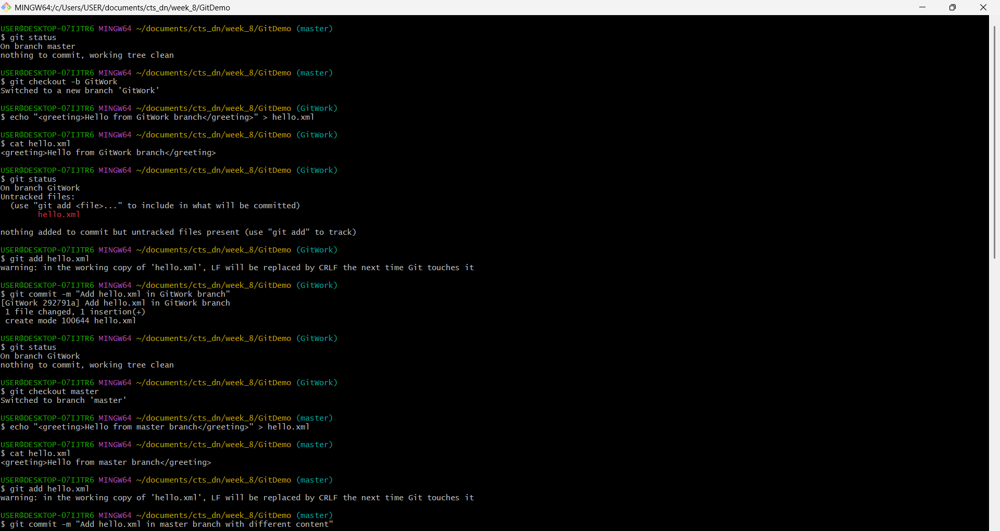 MINGW64:/c/Users/USER/documents/cts_dn/week_8/GitDemo
USER@DESKTOP-07IJTR6 MINGW64 ~/documents/cts_dn/week_8/GitDemo (master)
$ git status
On branch master
nothing to commit, working tree clean
USER@DESKTOP-07IJTR6 MINGW64 ~/documents/cts_dn/week_8/GitDemo (master)
$ git checkout -b GitWork
Switched to a new branch 'GitWork'
USER@DESKTOP-07IJTR6 MINGW64 ~/documents/cts_dn/week_8/GitDemo (GitWork)
$ echo "<greeting>Hello from GitWork branch</greeting>" > hello.xml
USER@DESKTOP-07IJTR6 MINGW64 ~/documents/cts_dn/week_8/GitDemo (GitWork)
$ cat hello.xml
<greeting>Hello from GitWork branch</greeting>
USER@DESKTOP-07IJTR6 MINGW64 ~/documents/cts_dn/week_8/GitDemo (GitWork)
$ git status
On branch GitWork
Untracked files:
  (use "git add <file>..." to include in what will be committed)
        hello.xml
nothing added to commit but untracked files present (use "git add" to track)
USER@DESKTOP-07IJTR6 MINGW64 ~/documents/cts_dn/week_8/GitDemo (GitWork)
$ git add hello.xml
warning: in the working copy of 'hello.xml', LF will be replaced by CRLF the next time Git touches it
USER@DESKTOP-07IJTR6 MINGW64 ~/documents/cts_dn/week_8/GitDemo (GitWork)
$ git commit -m "Add hello.xml in GitWork branch"
[GitWork 292791a] Add hello.xml in GitWork branch
 1 file changed, 1 insertion(+)
 create mode 100644 hello.xml
USER@DESKTOP-07IJTR6 MINGW64 ~/documents/cts_dn/week_8/GitDemo (GitWork)
$ git status
On branch GitWork
nothing to commit, working tree clean
USER@DESKTOP-07IJTR6 MINGW64 ~/documents/cts_dn/week_8/GitDemo (GitWork)
$ git checkout master
Switched to branch 'master'
USER@DESKTOP-07IJTR6 MINGW64 ~/documents/cts_dn/week_8/GitDemo (master)
$ echo "<greeting>Hello from master branch</greeting>" > hello.xml
USER@DESKTOP-07IJTR6 MINGW64 ~/documents/cts_dn/week_8/GitDemo (master)
$ cat hello.xml
<greeting>Hello from master branch</greeting>
USER@DESKTOP-07IJTR6 MINGW64 ~/documents/cts_dn/week_8/GitDemo (master)
$ git add hello.xml
warning: in the working copy of 'hello.xml', LF will be replaced by CRLF the next time Git touches it
USER@DESKTOP-07IJTR6 MINGW64 ~/documents/cts_dn/week_8/GitDemo (master)
$ git commit -m "Add hello.xml in master branch with different content"